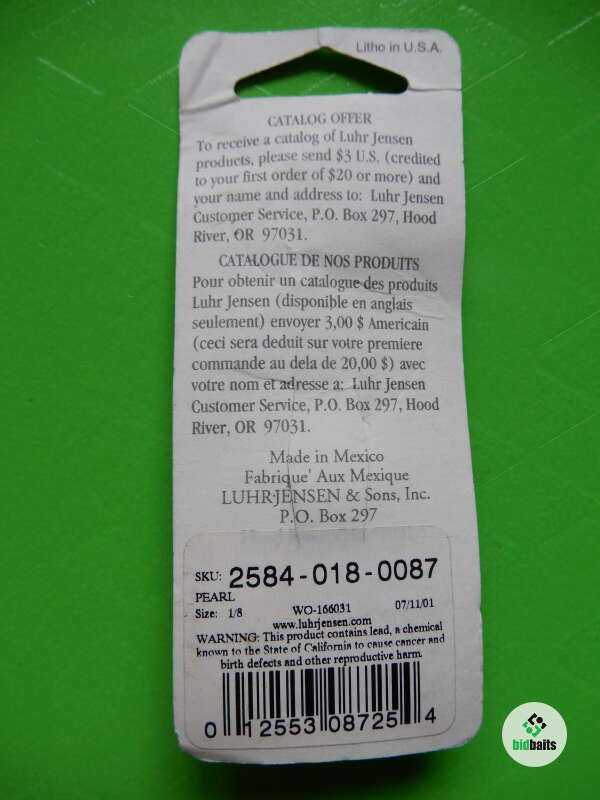 Litho in U.S.A.
CATALOG OFFER
To receive a catalog of Luhr Jensen
products, please send $3 U.S. (credited
to your first order of $20 or more) and
your name and address to: Luhr Jensen
Customer Service, P.O. Box 297, Hood
River, OR 97031.
CATALOGUE DE NOS PRODUITS
Pour obtenir un catalogue des produits
Luhr Jensen (disponible en anglais
seulement) envoyer 3,00 $ Americain
(ceci sera deduit sur votre premiere
commande au dela de 20,00 $) avec
votre nom et adresse a: Luhr Jensen
Customer Service, P.O. Box 297, Hood
River, OR 97031.
Made in Mexico
Fabrique' Aux Mexique
LUHR-JENSEN & Sons, Inc.
P.O. Box 297
SKU: 2584-018-0087
PEARL
Size: 1/8 WO-166031 07/11/01
www.luhrjensen.com
WARNING: This product contains lead, a chemical
known to the State of California to cause cancer and
birth defects and other reproductive harm.
0 12553 08725 4
bidbaits